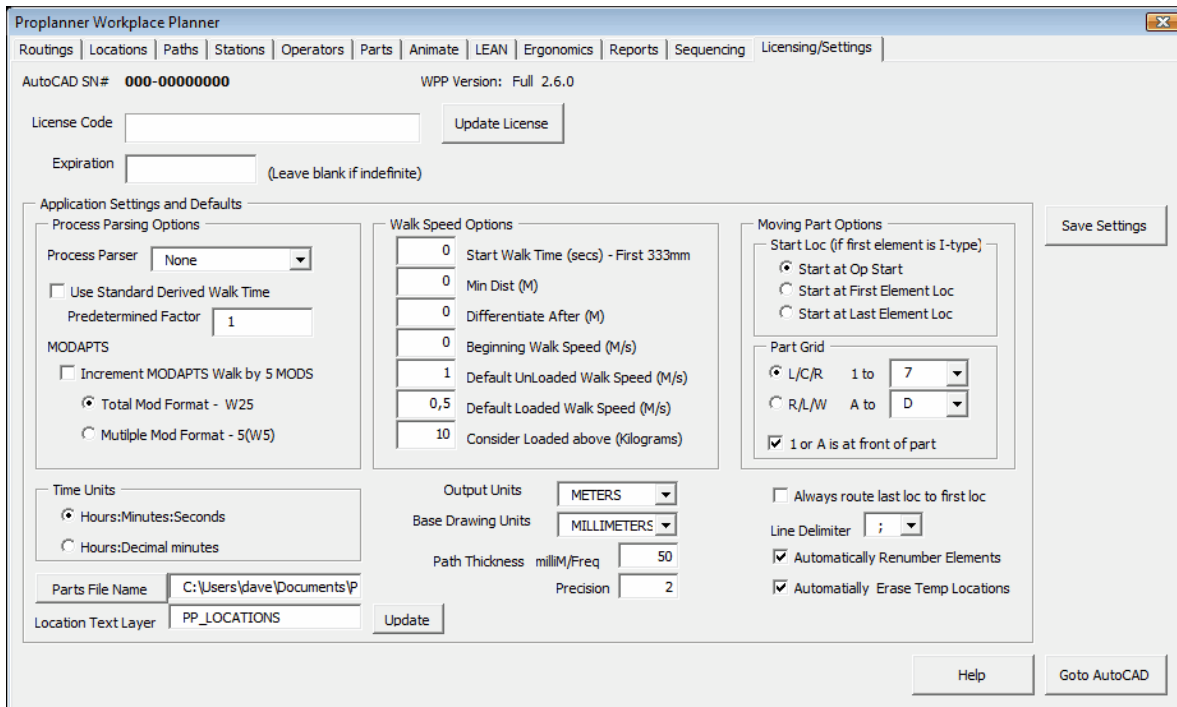 Proplanner Workplace Planner
Routings Locations Paths Stations Operators Parts Animate LEAN Ergonomics Reports Sequencing Licensing/Settings
AutoCAD SN# 000-00000000 WPP Version: Full 2.6.0
License Code Update License
Expiration (Leave blank if indefinite)
Application Settings and Defaults
Process Parsing Options
Process Parser None
Use Standard Derived Walk Time
Predetermined Factor 1
MODAPTS
Increment MODAPTS Walk by 5 MODS
Total Mod Format - W25
Mutilple Mod Format - 5(W5)
Walk Speed Options
0 Start Walk Time (secs) - First 333mm
0 Min Dist (M)
0 Differentiate After (M)
0 Beginning Walk Speed (M/s)
1 Default UnLoaded Walk Speed (M/s)
0,5 Default Loaded Walk Speed (M/s)
10 Consider Loaded above (Kilograms)
Moving Part Options
Start Loc (if first element is I-type)
Start at Op Start
Start at First Element Loc
Start at Last Element Loc
Part Grid
L/C/R 1 to 7
R/L/W A to D
1 or A is at front of part
Save Settings
Time Units
Hours:Minutes:Seconds
Hours:Decimal minutes
Parts File Name C:\Users\dave\Documents\P
Location Text Layer PP_LOCATIONS Update
Output Units METERS
Base Drawing Units MILLIMETERS
Path Thickness milliM/Freq 50
Precision 2
Always route last loc to first loc
Line Delimiter ;
Automatically Renumber Elements
Automatially Erase Temp Locations
Help Goto AutoCAD